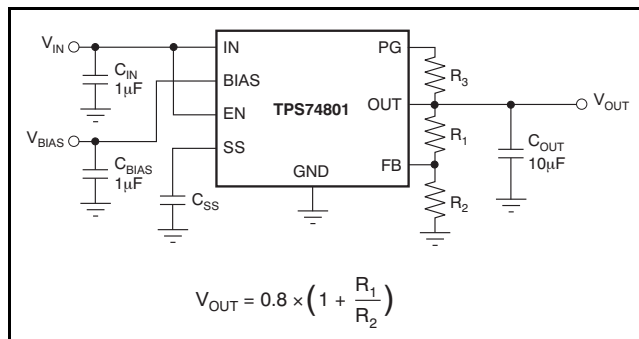 V_IN
C_IN
1μF
V_BIAS
C_BIAS
1μF
C_SS
IN
BIAS
EN
SS
TPS74801
GND
PG
OUT
FB
R_3
R_1
R_2
V_OUT
C_OUT
10μF
V_OUT = 0.8 × (1 + R_1/R_2)